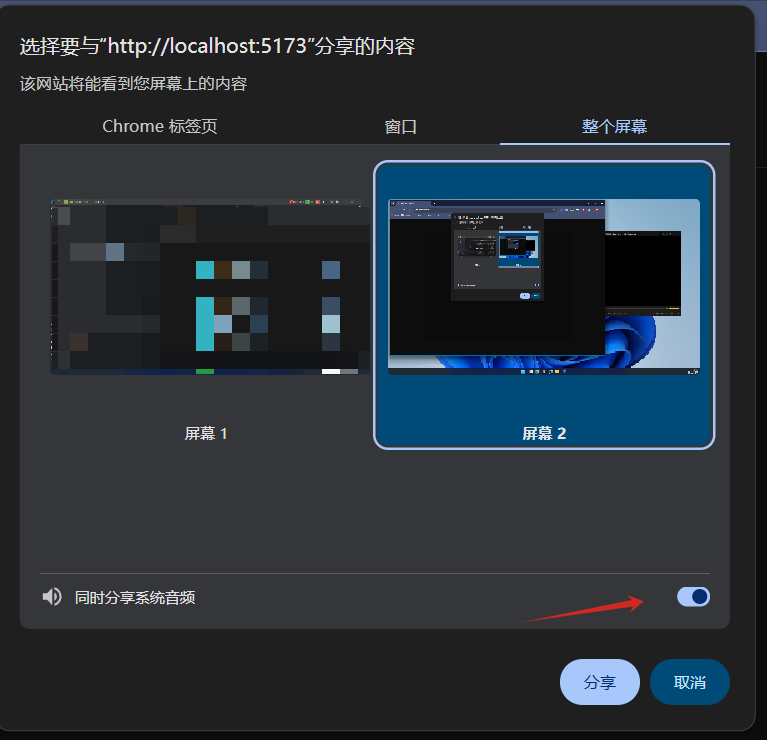 选择要与“http://localhost:5173”分享的内容
该网站将能看到您屏幕上的内容
Chrome 标签页
窗口
整个屏幕
屏幕 1
屏幕 2
同时分享系统音频
分享
取消